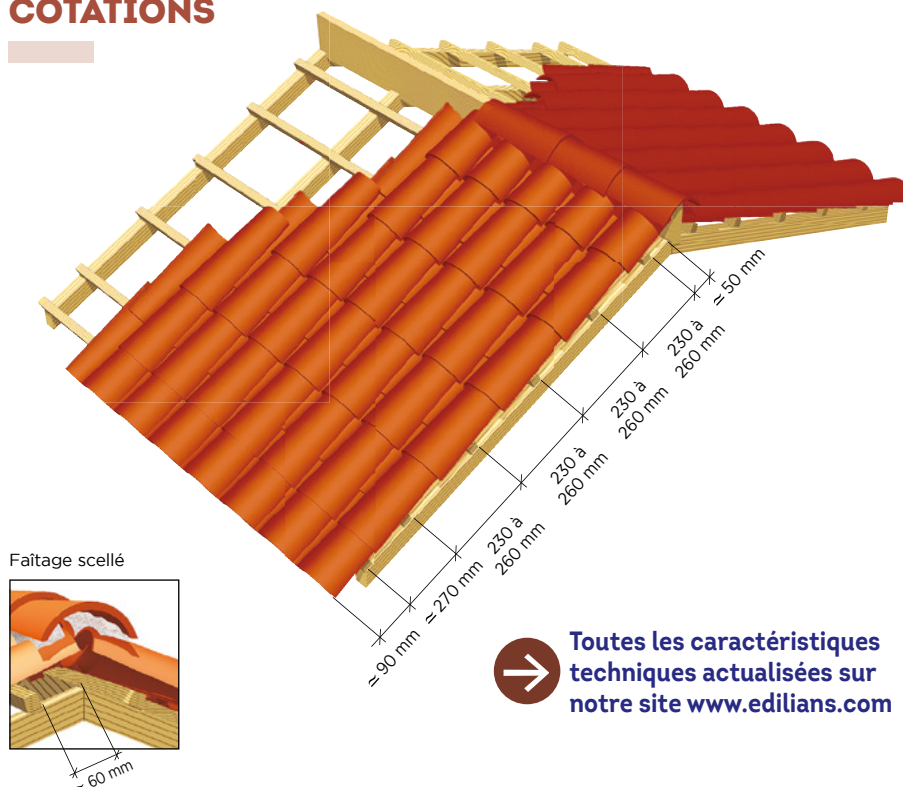 COTATIONS
≃ 50 mm
230 à
260 mm
230 à
260 mm
230 à
260 mm
230 à
260 mm
≃ 270 mm
≃ 90 mm
Faîtage scellé
≃ 60 mm
Toutes les caractéristiques
techniques actualisées sur
notre site www.edilians.com